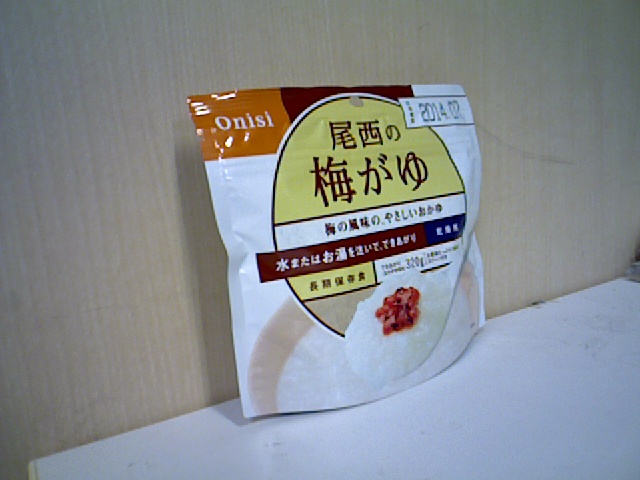 Onisi
2014.07
尾西の
梅がゆ
梅の風味の、やさしいおかゆ
水またはお湯を注いで、できあがり
長期保存食
320g